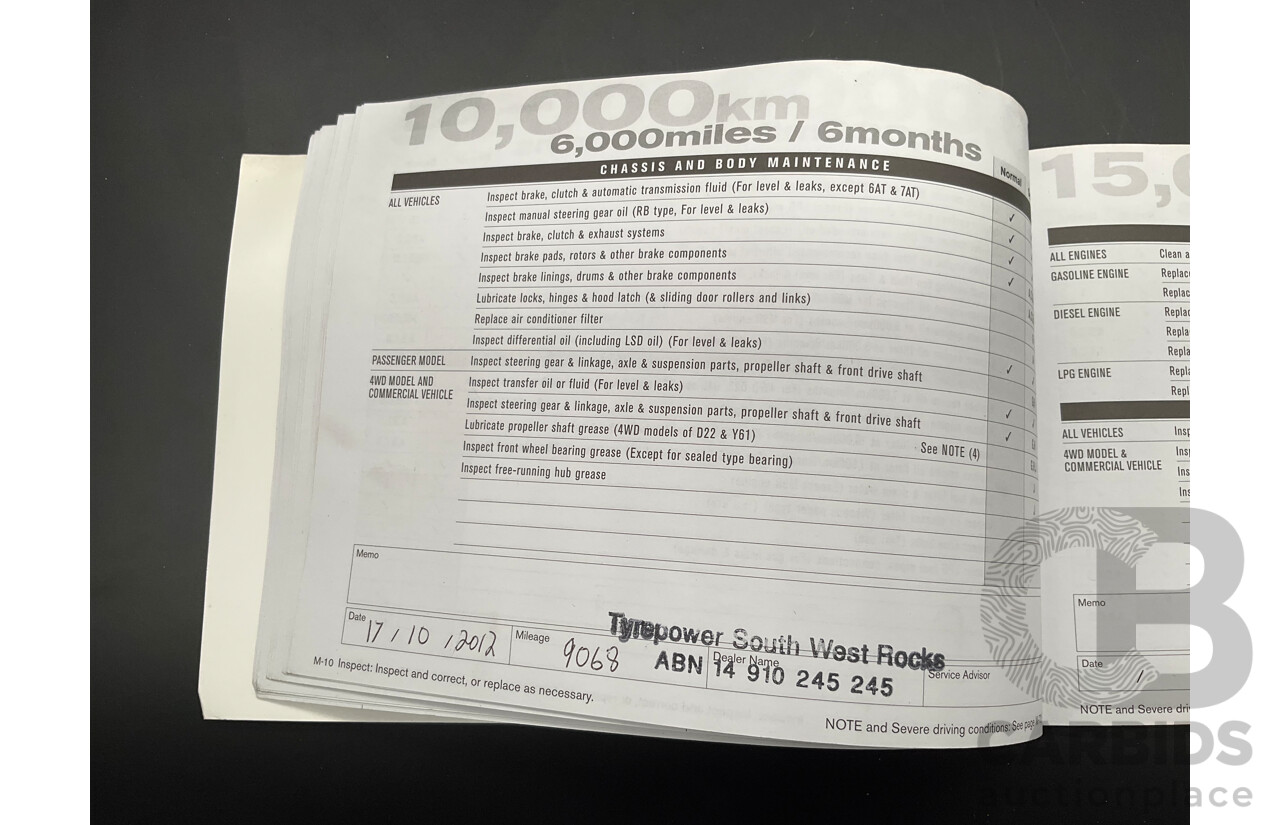 10,000km
6,000miles / 6months
CHASSIS AND BODY MAINTENANCE
Normal
ALL VEHICLES
Inspect brake, clutch & automatic transmission fluid (For level & leaks, except 6AT & 7AT) ✓
Inspect manual steering gear oil (RB type, For level & leaks) ✓
Inspect brake, clutch & exhaust systems ✓
Inspect brake pads, rotors & other brake components ✓
Inspect brake linings, drums & other brake components
Lubricate locks, hinges & hood latch (& sliding door rollers and links)
Replace air conditioner filter
Inspect differential oil (including LSD oil) (For level & leaks) ✓
PASSENGER MODEL
Inspect steering gear & linkage, axle & suspension parts, propeller shaft & front drive shaft
4WD MODEL AND
COMMERCIAL VEHICLE
Inspect transfer oil or fluid (For level & leaks) ✓
Inspect steering gear & linkage, axle & suspension parts, propeller shaft & front drive shaft ✓
Lubricate propeller shaft grease (4WD models of D22 & Y61) See NOTE (4)
Inspect front wheel bearing grease (Except for sealed type bearing)
Inspect free-running hub grease
Memo
Date 17 / 10 / 2012
Mileage 9068
Dealer Name
Tyrepower South West Rocks
ABN 14 910 245 245
Service Advisor
M-10 Inspect: Inspect and correct, or replace as necessary.
NOTE and Severe driving conditions: See page
15,0
ALL ENGINES Clean a
GASOLINE ENGINE Replac
Replac
DIESEL ENGINE Replac
Repla
Repla
LPG ENGINE Repl
Repl
ALL VEHICLES Insp
4WD MODEL &
COMMERCIAL VEHICLE
Ins
Ins
Memo
Date /
NOTE and Severe dri
CB
CARBIDS
auctionplace